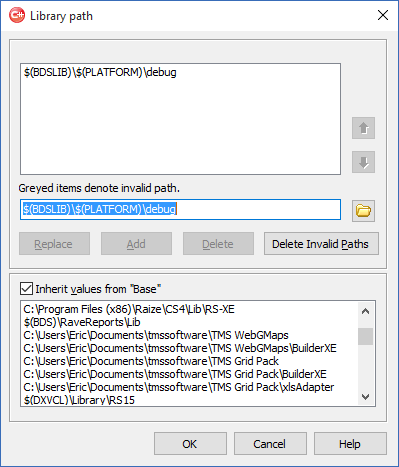 Library path
$(BDSLIB)\$(PLATFORM)\debug
Greyed items denote invalid path.
$(BDSLIB)\$(PLATFORM)\debug
Replace
Add
Delete
Delete Invalid Paths
Inherit values from "Base"
C:\Program Files (x86)\Raize\CS4\Lib\RS-XE
$(BDS)\RaveReports\Lib
C:\Users\Eric\Documents\tmssoftware\TMS WebGMaps
C:\Users\Eric\Documents\tmssoftware\TMS WebGMaps\BuilderXE
C:\Users\Eric\Documents\tmssoftware\TMS Grid Pack
C:\Users\Eric\Documents\tmssoftware\TMS Grid Pack\BuilderXE
C:\Users\Eric\Documents\tmssoftware\TMS Grid Pack\xlsAdapter
$(DXVCL)\Library\RS15
OK
Cancel
Help